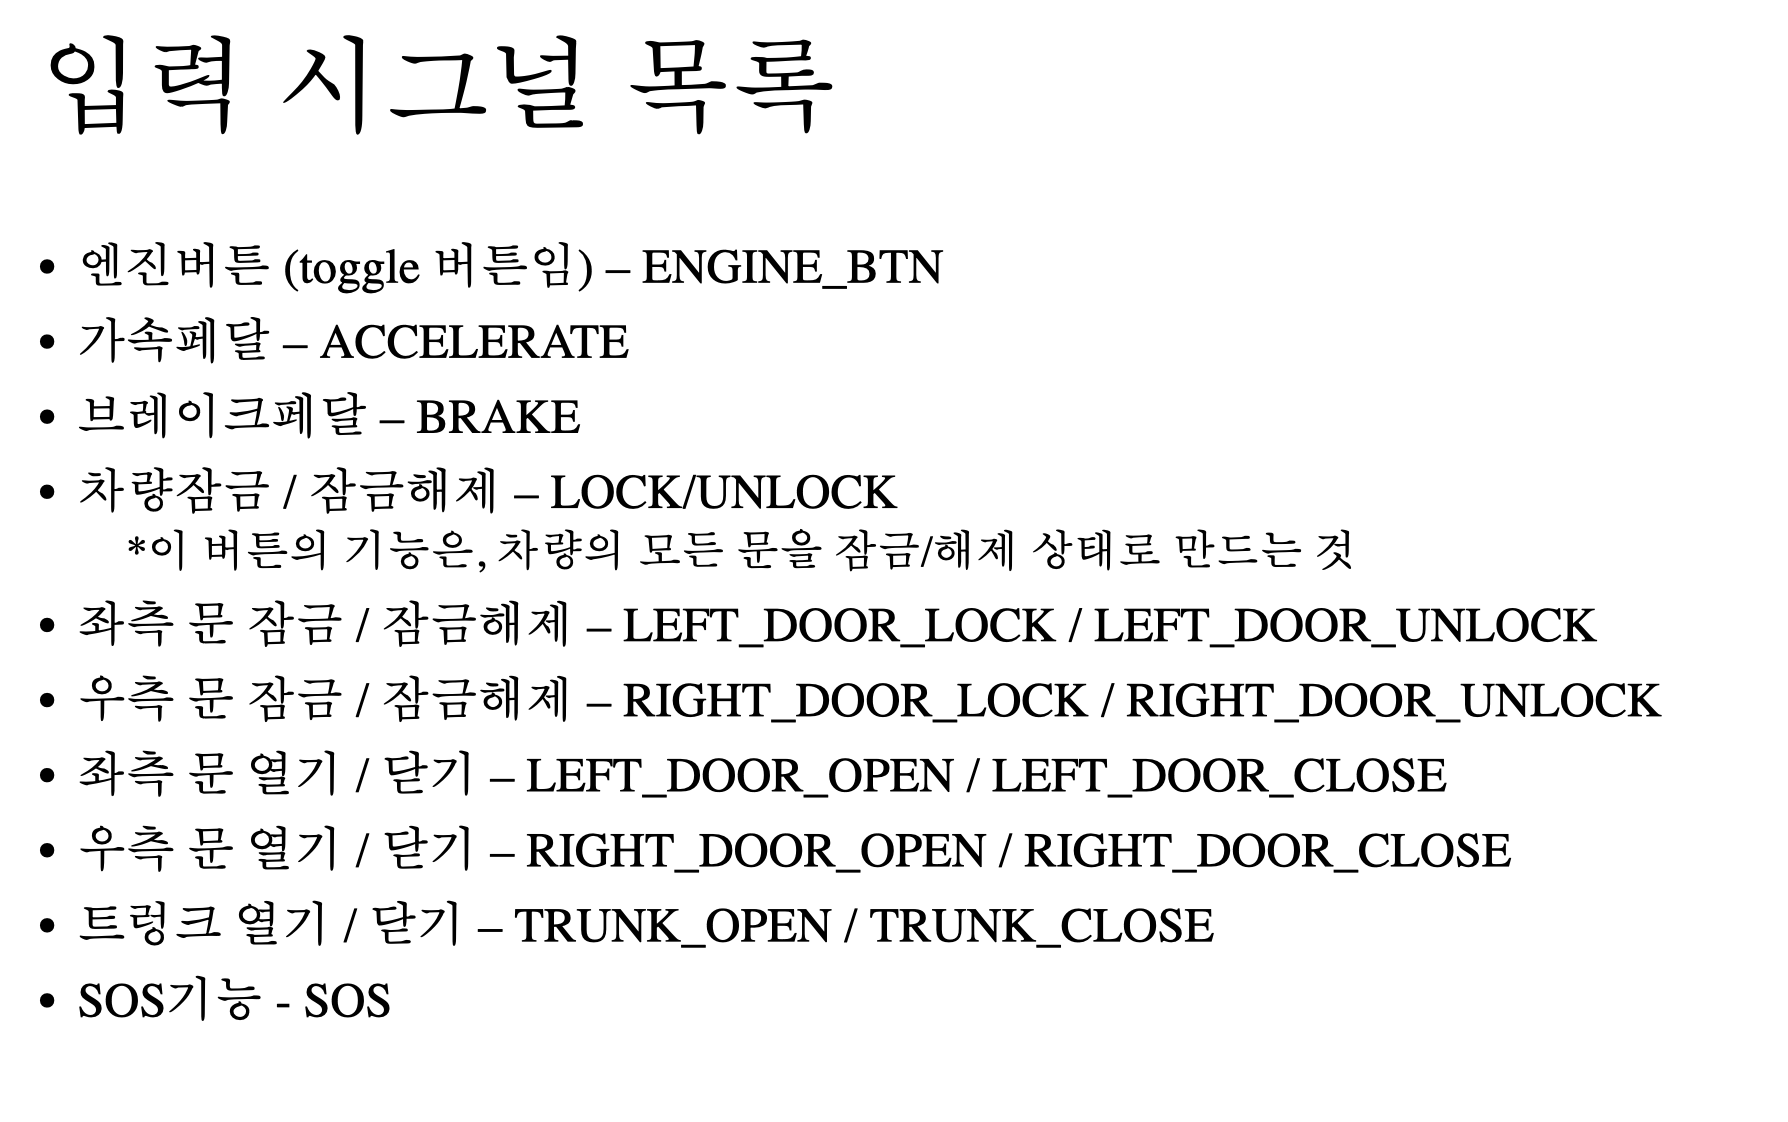 입력 시그널 목록
• 엔진버튼 (toggle 버튼임) – ENGINE_BTN
• 가속페달 – ACCELERATE
• 브레이크페달 – BRAKE
• 차량잠금 / 잠금해제 – LOCK/UNLOCK
*이 버튼의 기능은, 차량의 모든 문을 잠금/해제 상태로 만드는 것
• 좌측 문 잠금 / 잠금해제 – LEFT_DOOR_LOCK / LEFT_DOOR_UNLOCK
• 우측 문 잠금 / 잠금해제 – RIGHT_DOOR_LOCK / RIGHT_DOOR_UNLOCK
• 좌측 문 열기 / 닫기 – LEFT_DOOR_OPEN / LEFT_DOOR_CLOSE
• 우측 문 열기 / 닫기 – RIGHT_DOOR_OPEN / RIGHT_DOOR_CLOSE
• 트렁크 열기 / 닫기 – TRUNK_OPEN / TRUNK_CLOSE
• SOS기능 - SOS